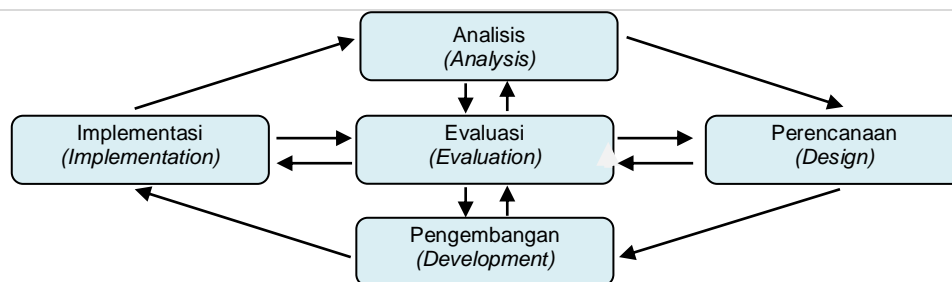 Analisis
(Analysis)
Implementasi
(Implementation)
Evaluasi
(Evaluation)
Perencanaan
(Design)
Pengembangan
(Development)